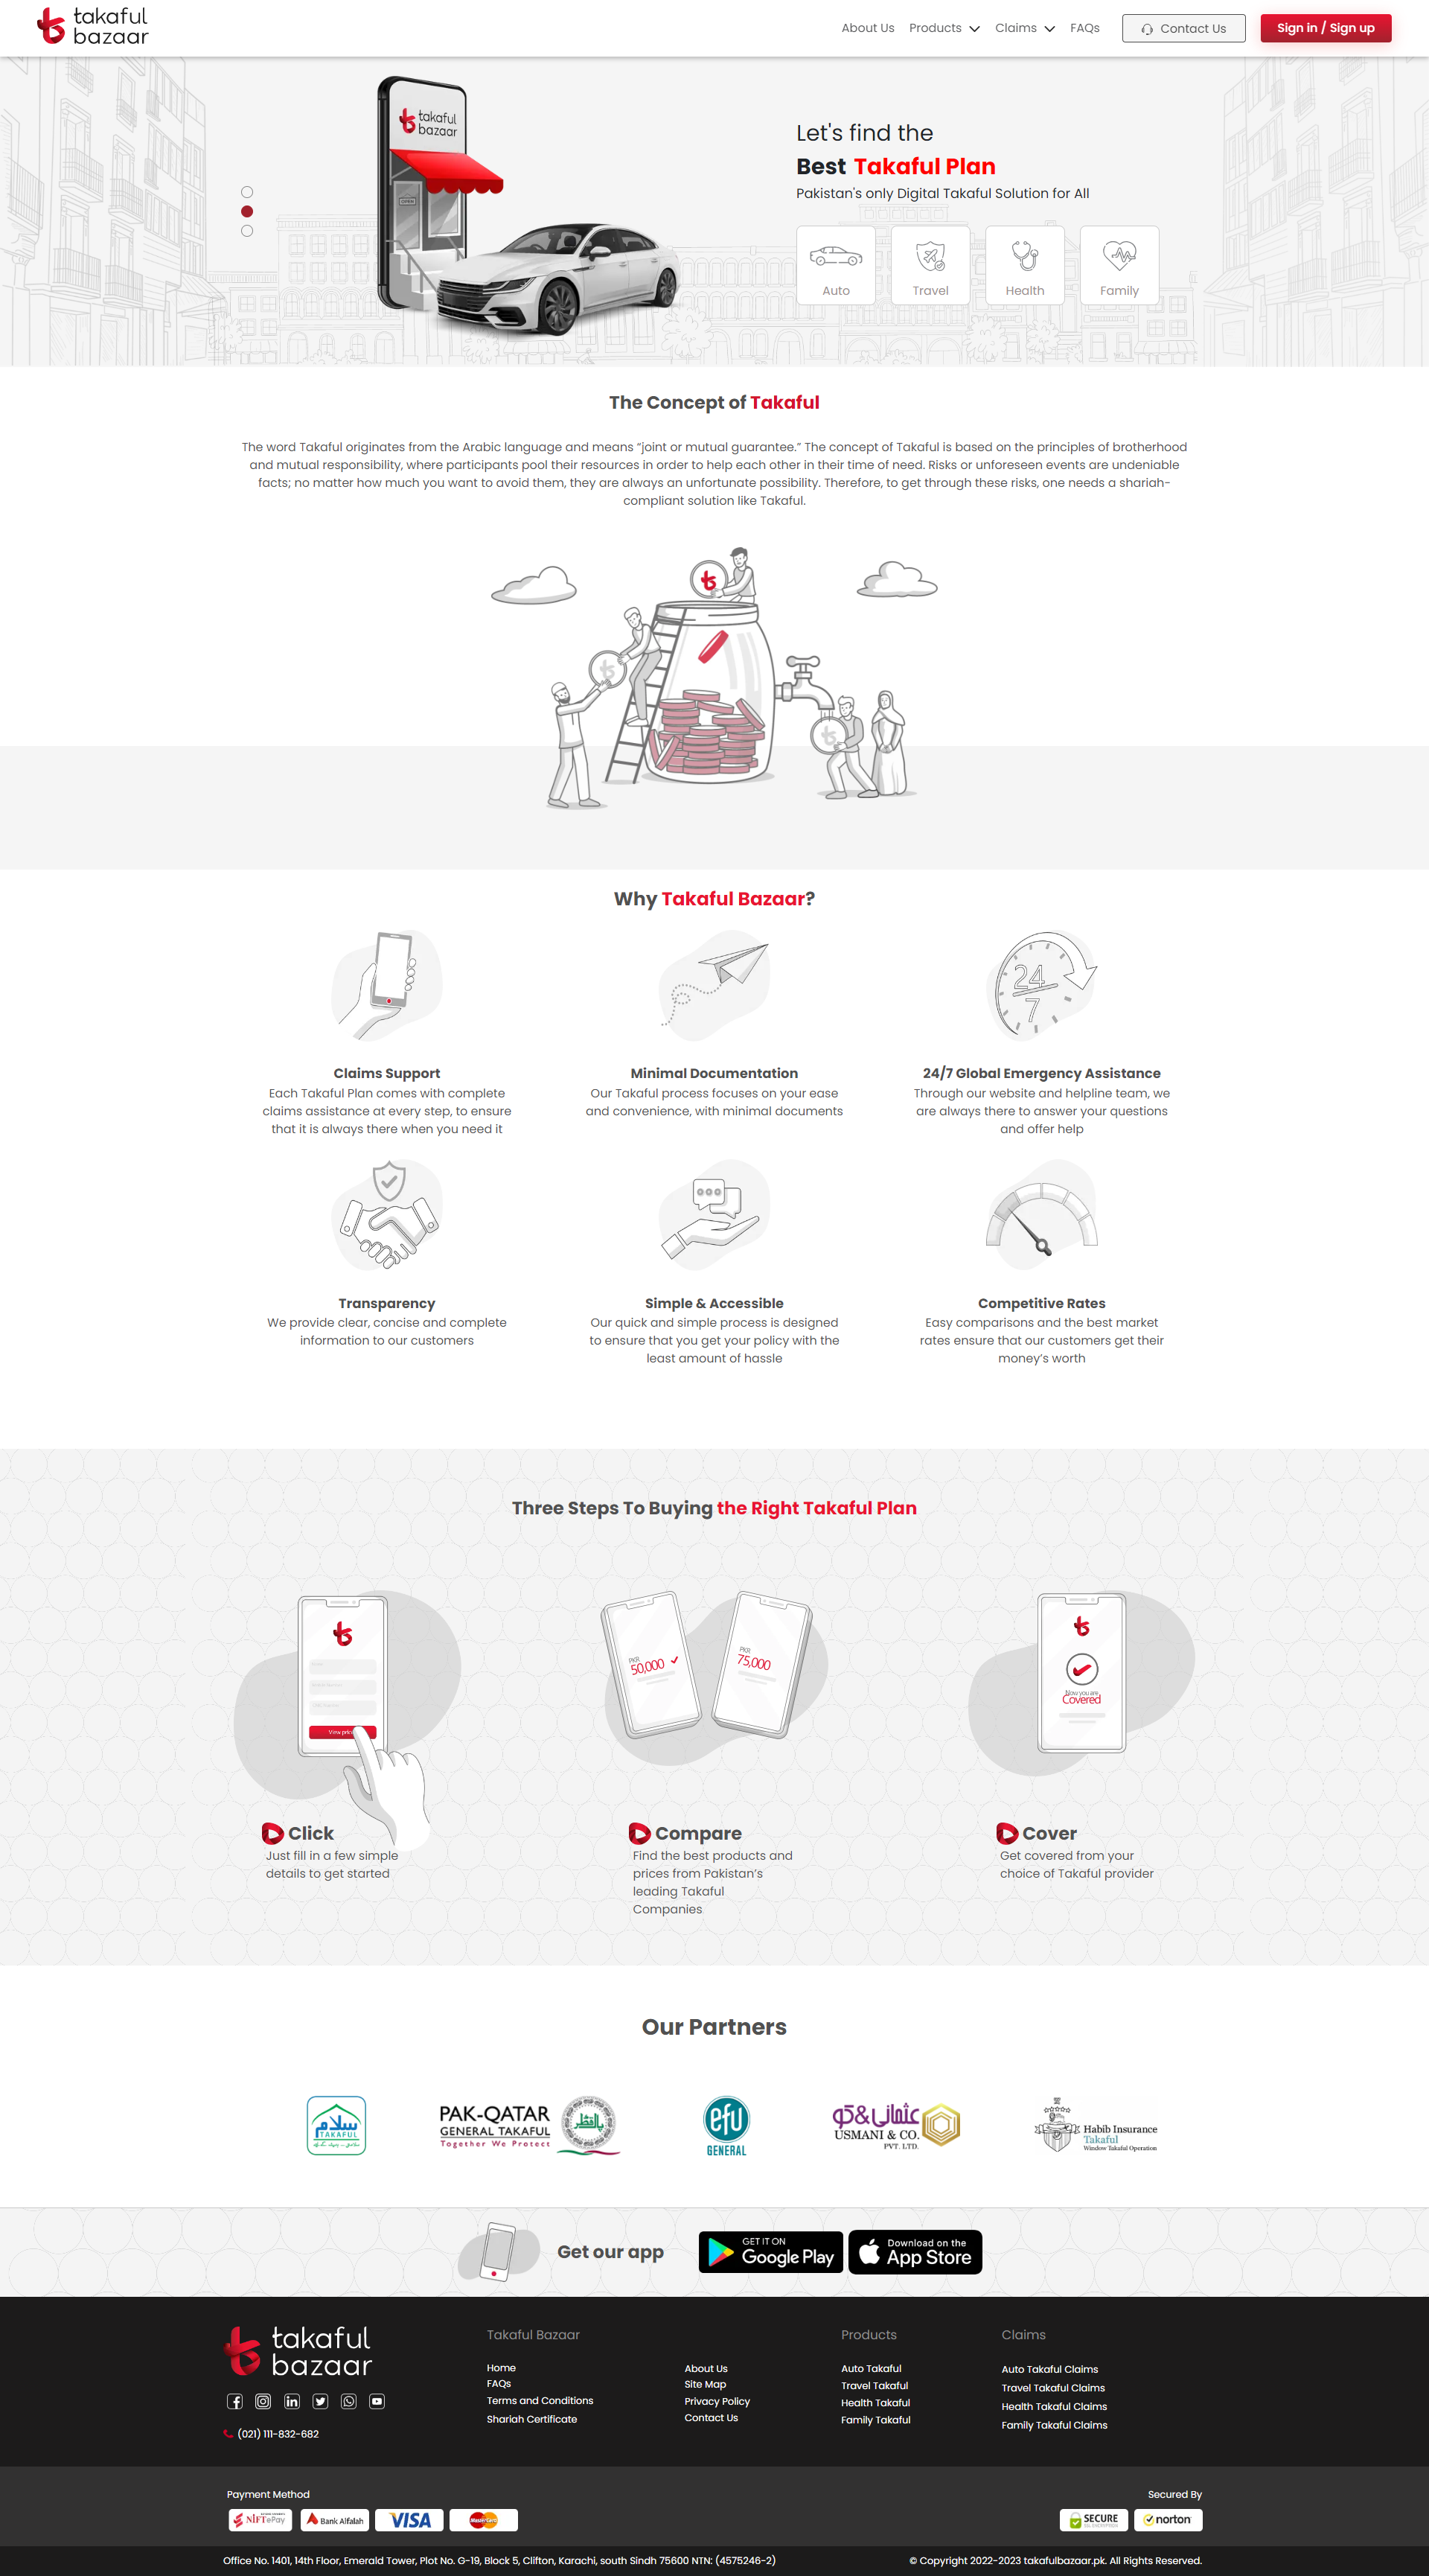 takaful
bazaar
About Us
Products
Claims
FAQs
Contact Us
Sign in / Sign up
takaful
bazaar
OPEN
Let's find the
Best Takaful Plan
Pakistan's only Digital Takaful Solution for All
Auto
Travel
Health
Family
The Concept of Takaful
The word Takaful originates from the Arabic language and means “joint or mutual guarantee.” The concept of Takaful is based on the principles of brotherhood
and mutual responsibility, where participants pool their resources in order to help each other in their time of need. Risks or unforeseen events are undeniable
facts; no matter how much you want to avoid them, they are always an unfortunate possibility. Therefore, to get through these risks, one needs a shariah-
compliant solution like Takaful.
Why Takaful Bazaar?
24
7
Claims Support
Each Takaful Plan comes with complete
claims assistance at every step, to ensure
that it is always there when you need it
Minimal Documentation
Our Takaful process focuses on your ease
and convenience, with minimal documents
24/7 Global Emergency Assistance
Through our website and helpline team, we
are always there to answer your questions
and offer help
Transparency
We provide clear, concise and complete
information to our customers
Simple & Accessible
Our quick and simple process is designed
to ensure that you get your policy with the
least amount of hassle
Competitive Rates
Easy comparisons and the best market
rates ensure that our customers get their
money’s worth
Three Steps To Buying the Right Takaful Plan
View
PKR
50,000
PKR
75,000
Now you are
Covered
Click
Just fill in a few simple
details to get started
Compare
Find the best products and
prices from Pakistan’s
leading Takaful
Companies
Cover
Get covered from your
choice of Takaful provider
Our Partners
سلام
TAKAFUL
PAK-QATAR
GENERAL TAKAFUL
Together We Protect
efu
GENERAL
عثمانی&کو
USMANI & CO.
PVT. LTD.
Habib Insurance
Takaful
Window Takaful Operation
Get our app
GET IT ON
Google Play
Download on the
App Store
takaful
bazaar
(021) 111-832-682
Takaful Bazaar
Home
FAQs
Terms and Conditions
Shariah Certificate
About Us
Site Map
Privacy Policy
Contact Us
Products
Auto Takaful
Travel Takaful
Health Takaful
Family Takaful
Claims
Auto Takaful Claims
Travel Takaful Claims
Health Takaful Claims
Family Takaful Claims
Payment Method
NIFT ePay
Bank Alfalah
VISA
MasterCard
Secured By
SECURE
SSL ENCRYPTION
norton
Office No. 1401, 14th Floor, Emerald Tower, Plot No. G-19, Block 5, Clifton, Karachi, south Sindh 75600 NTN: (4575246-2)
© Copyright 2022-2023 takafulbazaar.pk. All Rights Reserved.